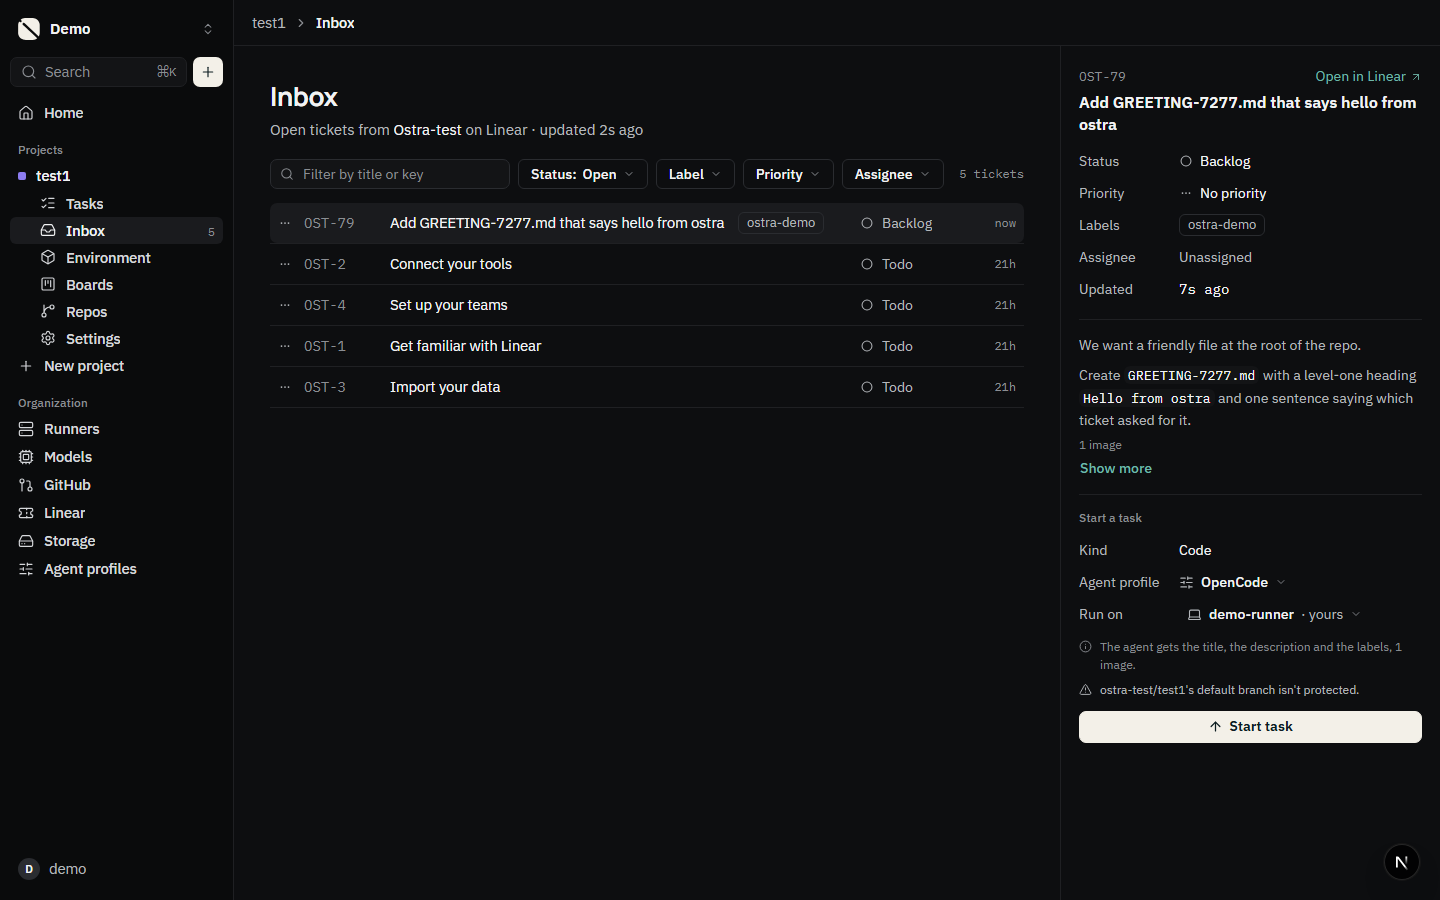 Demo
Search ⌘K
Home
Projects
test1
Tasks
Inbox 5
Environment
Boards
Repos
Settings
New project
Organization
Runners
Models
GitHub
Linear
Storage
Agent profiles
D demo
test1 > Inbox
Inbox
Open tickets from Ostra-test on Linear · updated 2s ago
Filter by title or key
Status: Open
Label
Priority
Assignee
5 tickets
OST-79 Add GREETING-7277.md that says hello from ostra ostra-demo Backlog now
OST-2 Connect your tools Todo 21h
OST-4 Set up your teams Todo 21h
OST-1 Get familiar with Linear Todo 21h
OST-3 Import your data Todo 21h
OST-79 Open in Linear ↗
Add GREETING-7277.md that says hello from
ostra
Status Backlog
Priority No priority
Labels ostra-demo
Assignee Unassigned
Updated 7s ago
We want a friendly file at the root of the repo.
Create GREETING-7277.md with a level-one heading
Hello from ostra and one sentence saying which
ticket asked for it.
1 image
Show more
Start a task
Kind Code
Agent profile OpenCode
Run on demo-runner · yours
The agent gets the title, the description and the labels, 1
image.
ostra-test/test1's default branch isn't protected.
Start task
N